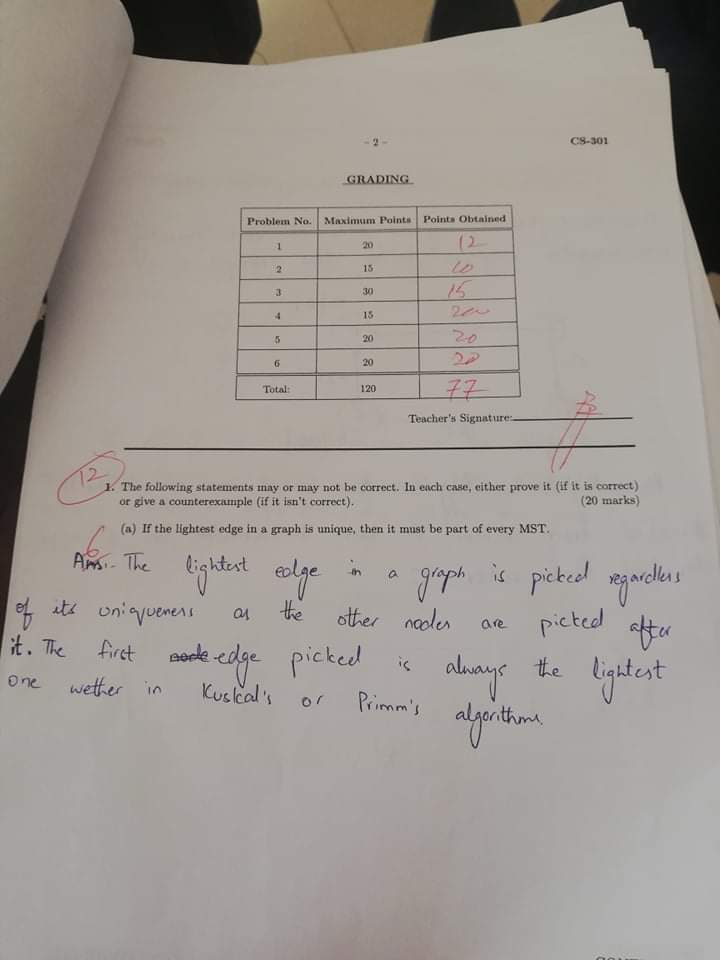 - 2 -
CS-301
GRADING
Problem No. Maximum Points Points Obtained
1 20 12
2 15 10
3 30 15
4 15
5 20 20
6 20 20
Total: 120 77
Teacher's Signature:
12
1. The following statements may or may not be correct. In each case, either prove it (if it is correct)
or give a counterexample (if it isn't correct). (20 marks)
(a) If the lightest edge in a graph is unique, then it must be part of every MST.
6
Ans:- The lightest edge in a graph is picked regardless
of its uniqueness as the other nodes are picked after
it. The first node edge picked is always the lightest
one wether in Kuskal's or Primm's algorithms.